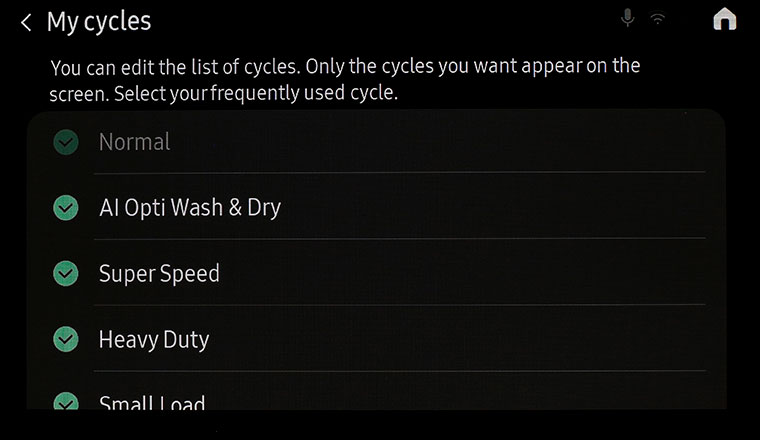 My cycles
You can edit the list of cycles. Only the cycles you want appear on the
screen. Select your frequently used cycle.
Normal
AI Opti Wash & Dry
Super Speed
Heavy Duty
Small Load